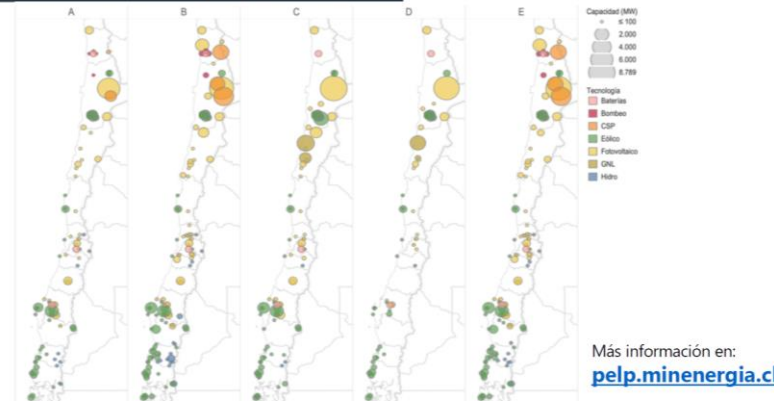 A B C D E
Capacidad (MW)
≤ 100
2.000
4.000
6.000
8.789
Tecnología
Baterías
Bombeo
CSP
Eólico
Fotovoltaico
GNL
Hidro
Más información en:
pelp.minenergia.cl